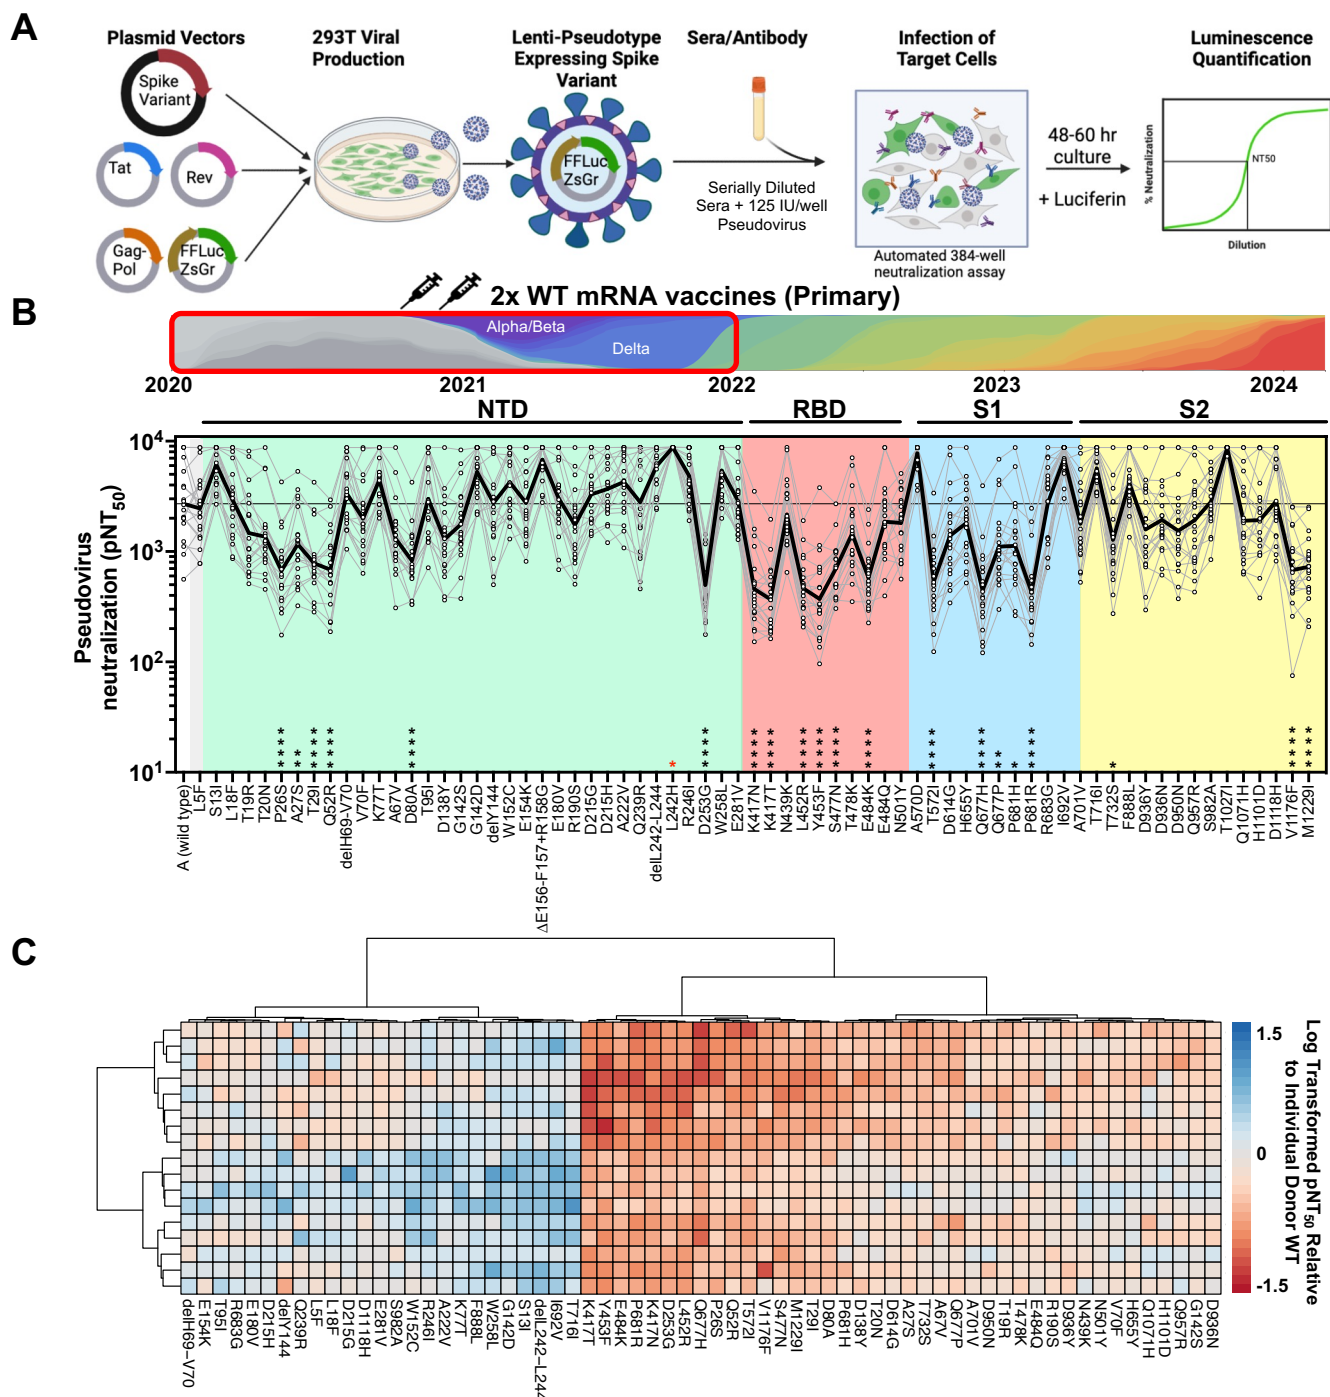 A
Plasmid Vectors
293T Viral
Production
Lenti-Pseudotype
Expressing Spike
Variant
Sera/Antibody
Infection of
Target Cells
Luminescence
Quantification
Spike
Variant
Tat
Rev
Gag-
Pol
FFLuc
ZsGr
FFLuc
ZsGr
Serially Diluted
Sera + 125 IU/well
Pseudovirus
Automated 384-well
neutralization assay
48-60 hr
culture
+ Luciferin
% Neutralization
NT50
Dilution
2x WT mRNA vaccines (Primary)
B
Alpha/Beta
Delta
2020
2021
2022
2023
2024
NTD
RBD
S1
S2
Pseudovirus
neutralization (pNT50)
10^4
10^3
10^2
10^1
****
**
****
****
****
****
*
****
****
****
****
****
****
****
****
**
*
****
*
****
****
A (wild type)
L5F
S13I
L18F
T19R
T20N
P26S
A27S
T29I
Q52R
delH69-V70
V70F
K77T
A67V
D80A
T95I
D138Y
G142S
G142D
delY144
W152C
E154K
ΔE156-F157+R158G
E180V
R190S
D215G
D215H
A222V
Q239R
delL242-L244
L242H
R246I
D253G
W258L
E281V
K417N
K417T
N439K
L452R
Y453F
S477N
T478K
E484K
E484Q
N501Y
A570D
T572I
D614G
H655Y
Q677H
Q677P
P681H
P681R
R683G
I692V
A701V
T716I
T732S
F888L
D936Y
D936N
D950N
Q957R
S982A
T1027I
Q1071H
H1101D
D1118H
V1176F
M1229I
C
delH69-V70
E154K
T95I
R683G
E180V
D215H
delY144
Q239R
L5F
L18F
D215G
D1118H
E281V
S982A
W152C
R246I
A222V
K77T
F888L
W258L
G142D
S13I
delL242-L244
I692V
T716I
K417T
Y453F
E484K
P681R
K417N
D253G
L452R
Q677H
P26S
Q52R
T572I
V1176F
S477N
M1229I
T29I
D80A
P681H
D138Y
T20N
D614G
A27S
T732S
A67V
Q677P
A701V
D950N
T19R
T478K
E484Q
R190S
D936Y
N439K
N501Y
V70F
H655Y
Q1071H
H1101D
Q957R
G142S
D936N
1.5
0
-1.5
Log Transformed pNT50 Relative
to Individual Donor WT